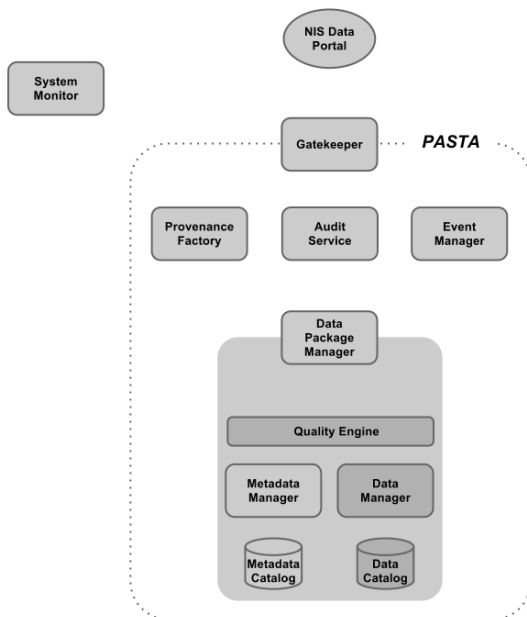 NIS Data
Portal
System
Monitor
Gatekeeper
PASTA
Provenance
Factory
Audit
Service
Event
Manager
Data
Package
Manager
Quality Engine
Metadata
Manager
Data
Manager
Metadata
Catalog
Data
Catalog